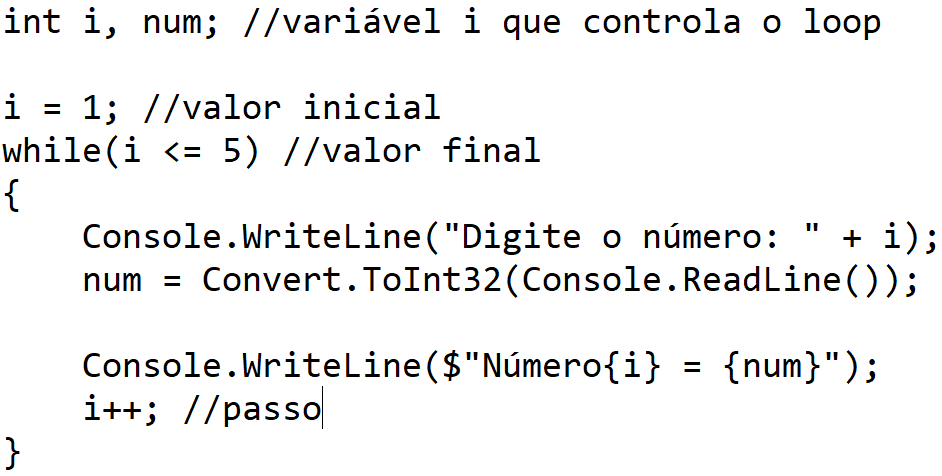 int i, num; //variável i que controla o loop
i = 1; //valor inicial
while(i <= 5) //valor final
{
    Console.WriteLine("Digite o número: " + i);
    num = Convert.ToInt32(Console.ReadLine());
    Console.WriteLine($"Número{i} = {num}");
    i++; //passo
}